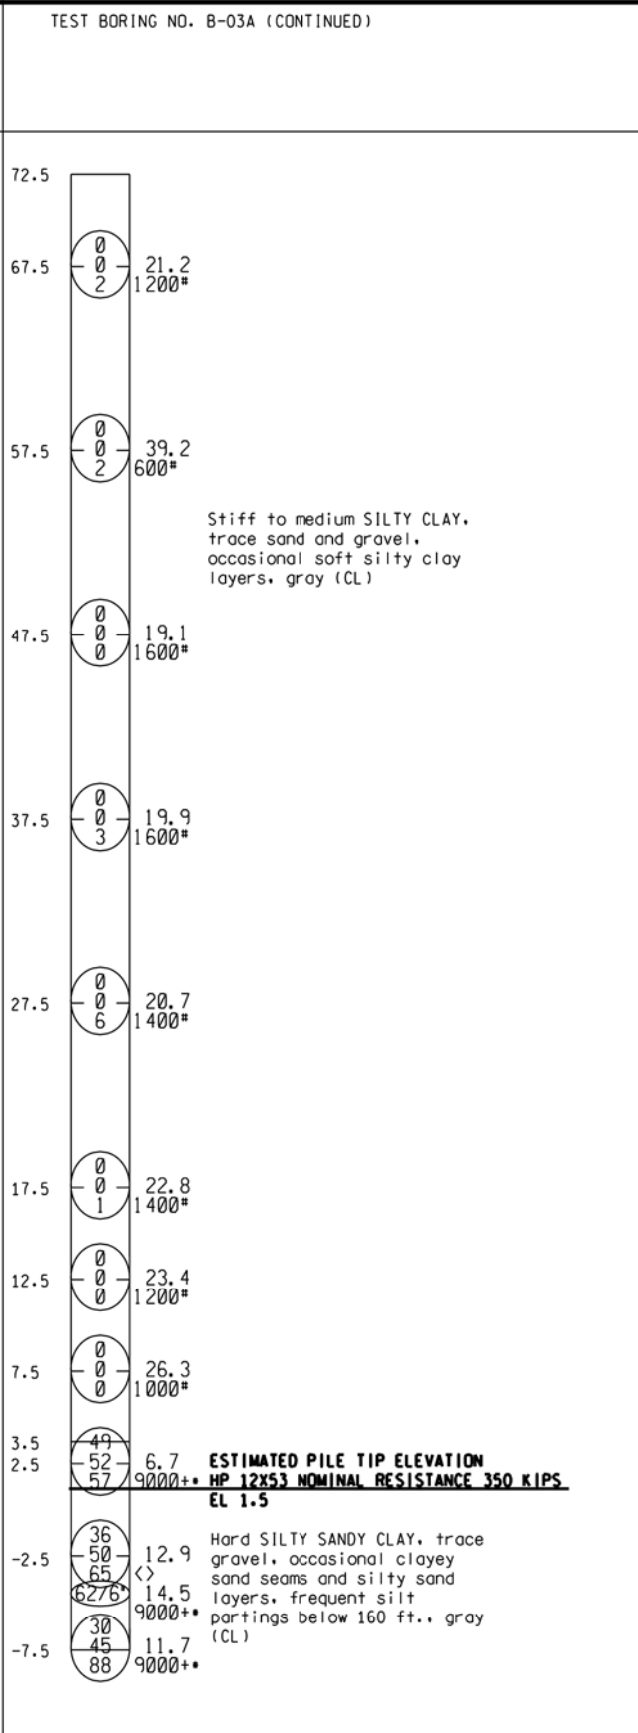 TEST BORING NO. B-03A (CONTINUED)
72.5
0
67.5 0 21.2
2 1200#
0
57.5 0 39.2
2 600#
Stiff to medium SILTY CLAY,
trace sand and gravel,
occasional soft silty clay
layers, gray (CL)
0
47.5 0 19.1
0 1600#
0
37.5 0 19.9
3 1600#
0
27.5 0 20.7
6 1400#
0
17.5 0 22.8
1 1400#
0
12.5 0 23.4
0 1200#
0
7.5 0 26.3
0 1000#
3.5 49
2.5 52 6.7 ESTIMATED PILE TIP ELEVATION
57 9000+* HP 12X53 NOMINAL RESISTANCE 350 KIPS
EL 1.5
36
-2.5 50 12.9
65 <>
62/6" 14.5
9000+*
Hard SILTY SANDY CLAY, trace
gravel, occasional clayey
sand seams and silty sand
layers, frequent silt
partings below 160 ft., gray
(CL)
30
-7.5 45 11.7
88 9000+*